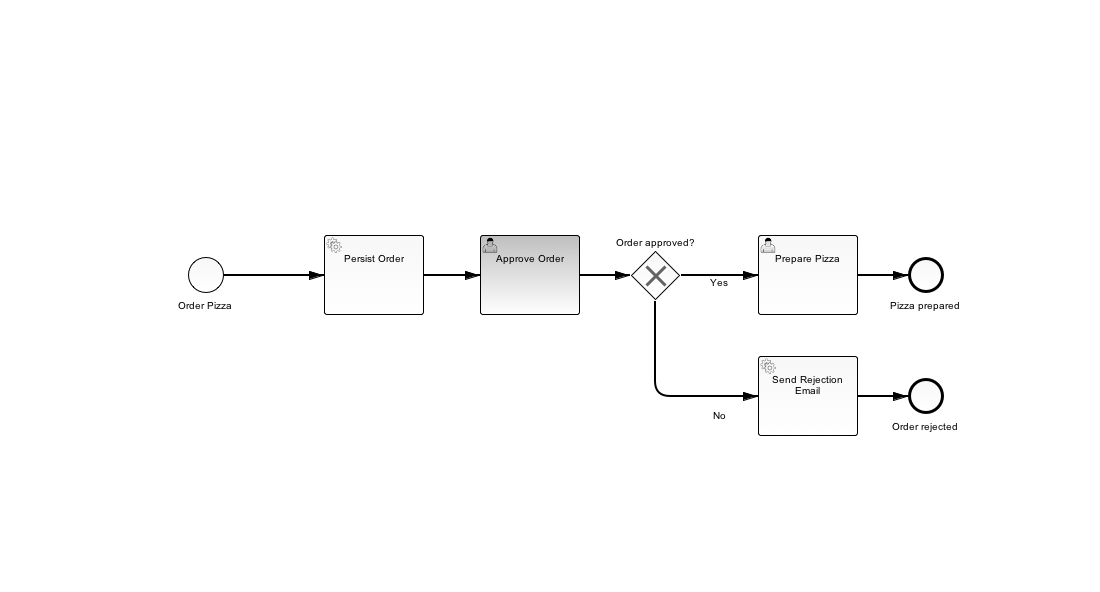 Order approved?
Persist Order
Approve Order
Prepare Pizza
Yes
Order Pizza
Pizza prepared
Send Rejection
Email
No
Order rejected